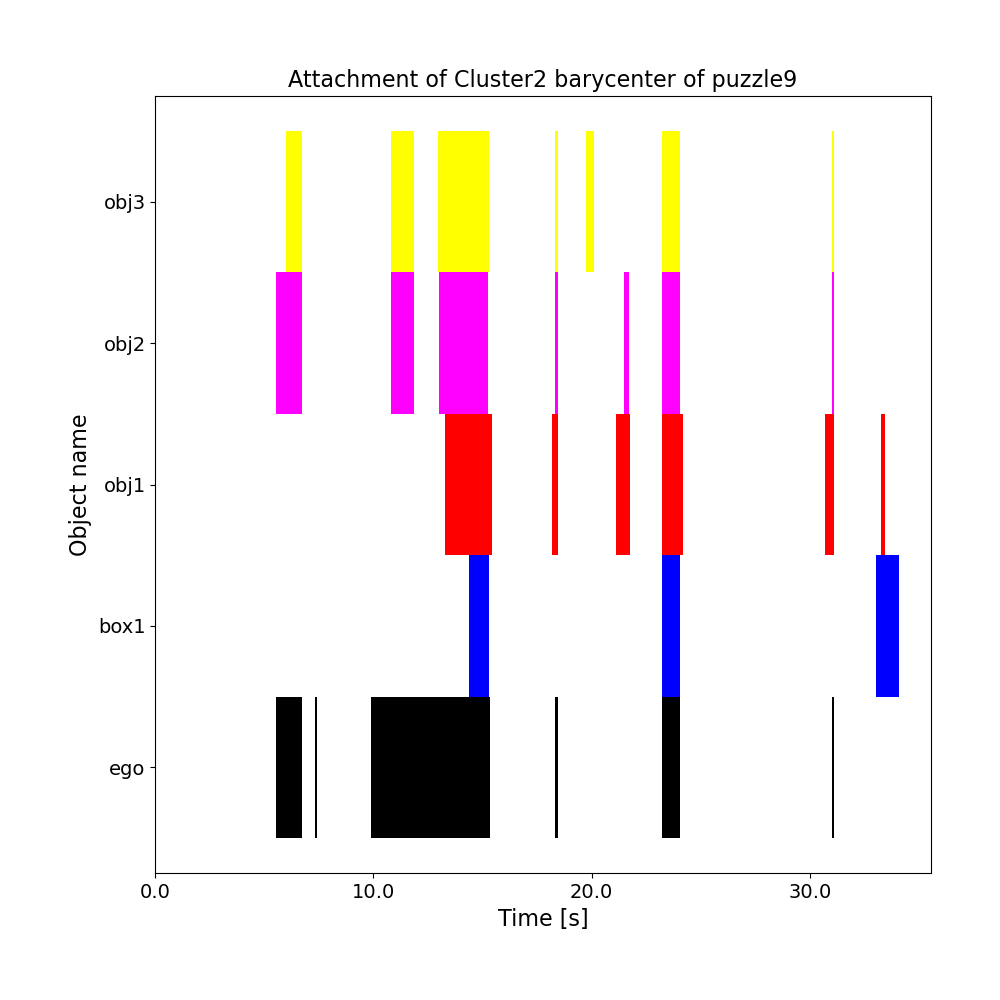 Attachment of Cluster2 barycenter of puzzle9
obj3
obj2
obj1
box1
ego
Object name
0.0 10.0 20.0 30.0
Time [s]